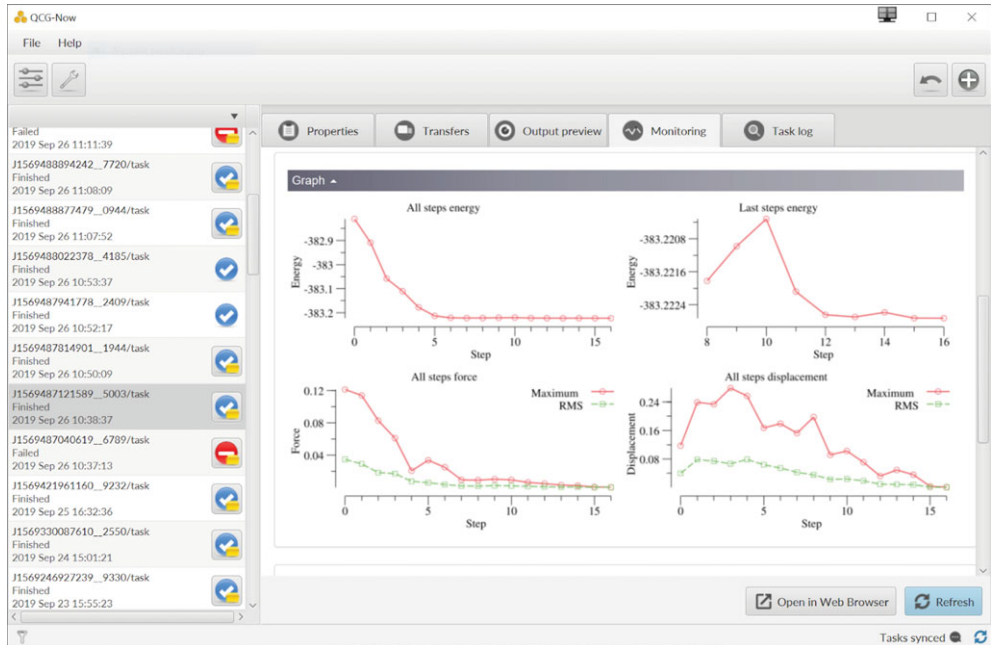 QCG-Now
File Help
Failed
2019 Sep 26 11:11:39
J1569488894242__7720/task
Finished
2019 Sep 26 11:08:09
J1569488877479__0944/task
Finished
2019 Sep 26 11:07:52
J1569488022378__4185/task
Finished
2019 Sep 26 10:53:37
J1569487941778__2409/task
Finished
2019 Sep 26 10:52:17
J1569487814901__1944/task
Finished
2019 Sep 26 10:50:09
J1569487121589__5003/task
Finished
2019 Sep 26 10:38:37
J1569487040619__6789/task
Failed
2019 Sep 26 10:37:13
J1569421961160__9232/task
Finished
2019 Sep 25 16:32:36
J1569330087610__2550/task
Finished
2019 Sep 24 15:01:21
J1569246927239__9330/task
Finished
2019 Sep 23 15:55:23
Properties Transfers Output preview Monitoring Task log
Graph
All steps energy
Energy
-382.9
-383
-383.1
-383.2
0 5 10 15
Step
Last steps energy
Energy
-383.2208
-383.2216
-383.2224
8 10 12 14 16
Step
All steps force
Maximum
RMS
Force
0.12
0.08
0.04
0 5 10 15
Step
All steps displacement
Maximum
RMS
Displacement
0.24
0.16
0.08
0 5 10 15
Step
Open in Web Browser Refresh
Tasks synced